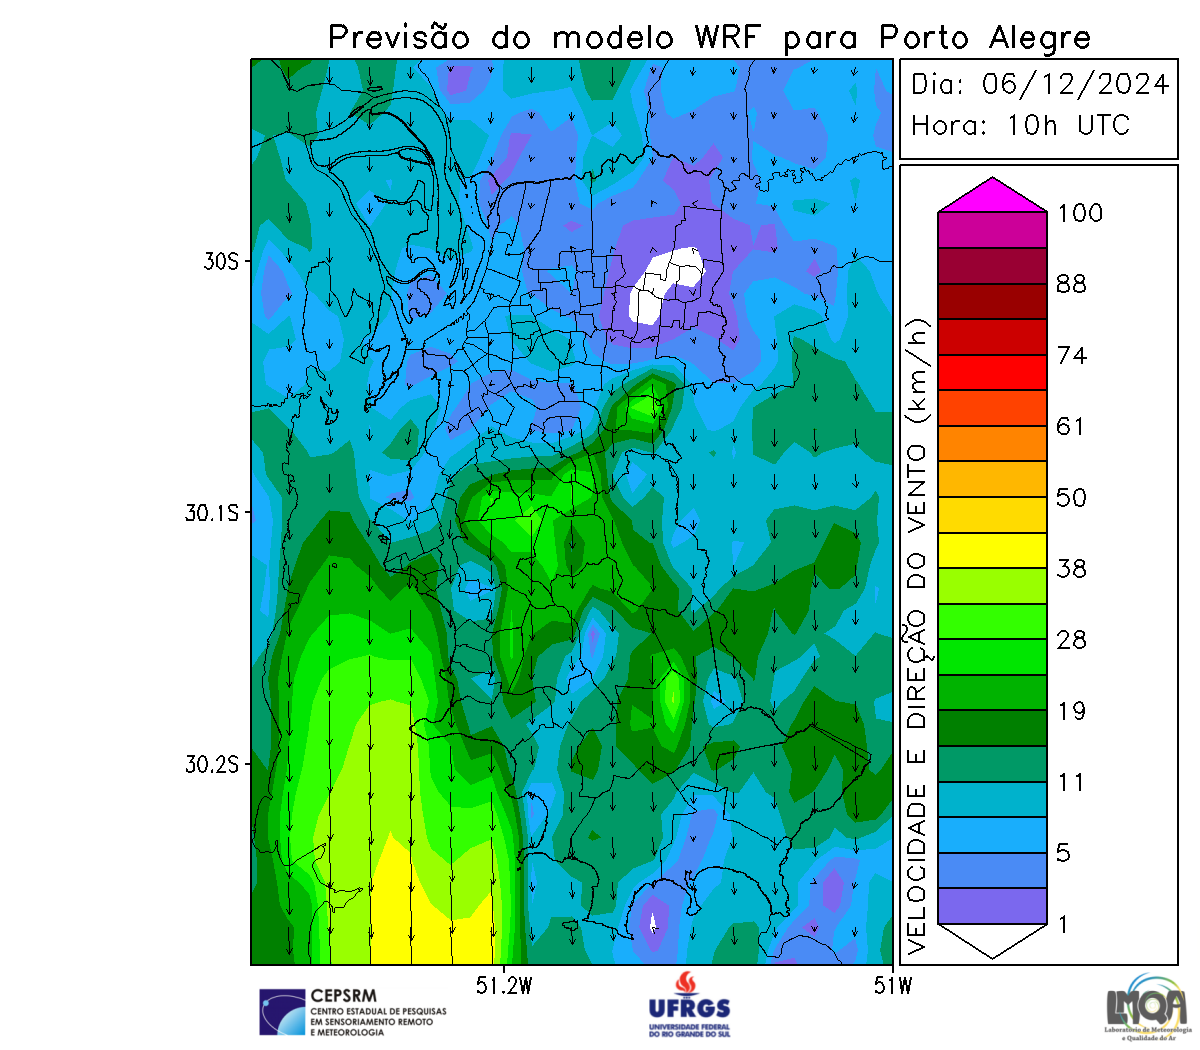 Previsão do modelo WRF para Porto Alegre
Dia: 06/12/2024
Hora: 10h UTC
100
88
74
61
50
38
28
19
11
5
1
VELOCIDADE E DIREÇÃO DO VENTO (km/h)
30S
30.1S
30.2S
51.2W
51W
CEPSRM
CENTRO ESTADUAL DE PESQUISAS
EM SENSORIAMENTO REMOTO
E METEOROLOGIA
UFRGS
UNIVERSIDADE FEDERAL
DO RIO GRANDE DO SUL
LMQA
Laboratório de Meteorologia
e Qualidade do Ar